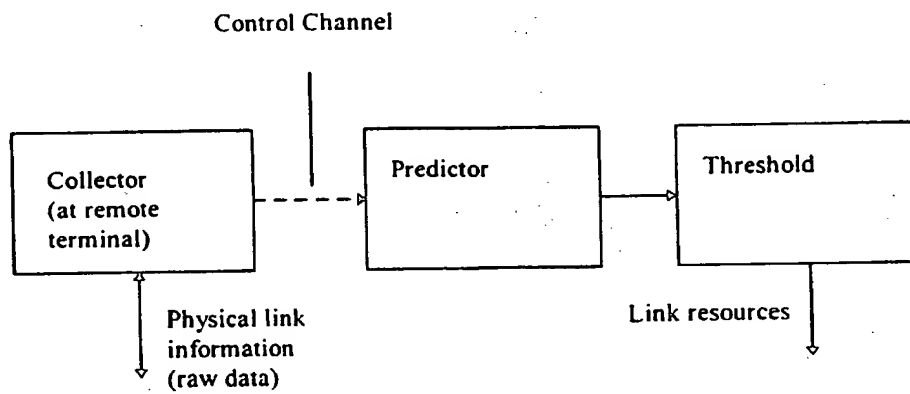 Control Channel
Collector
(at remote
terminal)
Predictor
Threshold
Physical link
information
(raw data)
Link resources